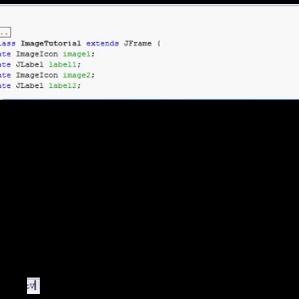 ...
lass ImageTutorial extends JFrame {
ate ImageIcon image1;
ate JLabel label1;
ate ImageIcon image2;
ate JLabel label2;